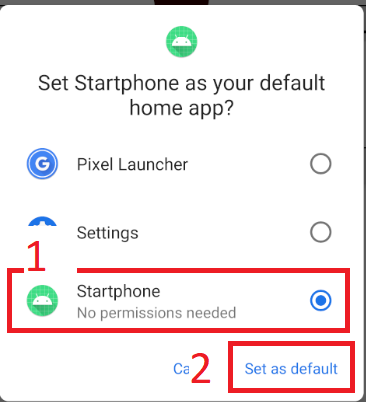 Set Startphone as your default
home app?
Pixel Launcher
Settings
1
Startphone
No permissions needed
Ca
2
Set as default